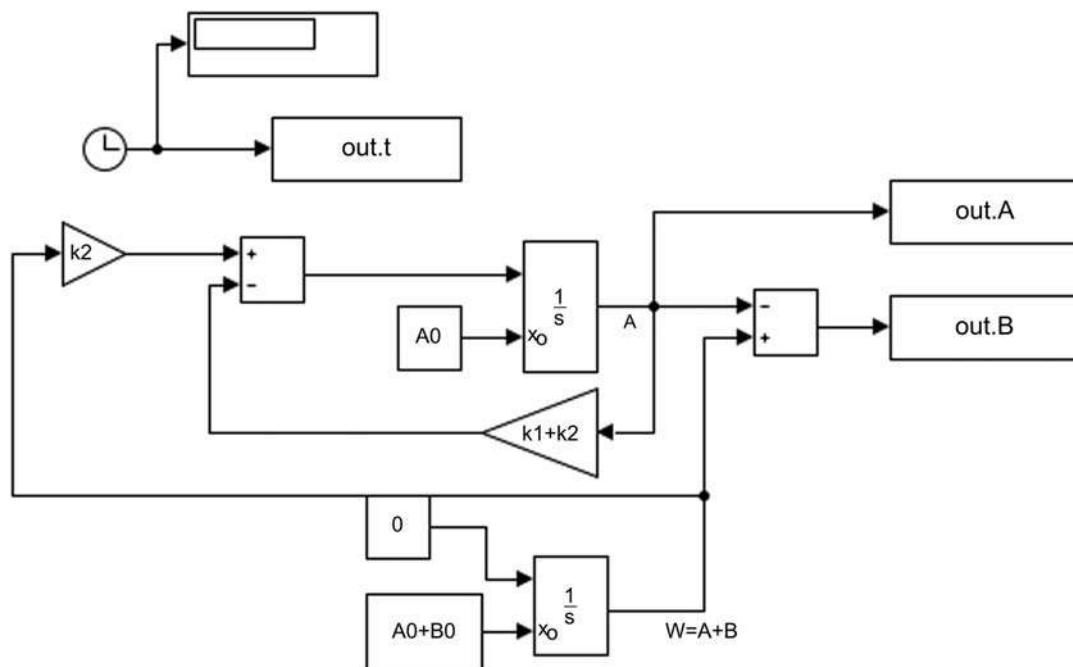 out.t
out.A
k2
+
−
1
s
A0
xo
A
−
+
out.B
k1+k2
0
1
s
A0+B0
xo
W=A+B